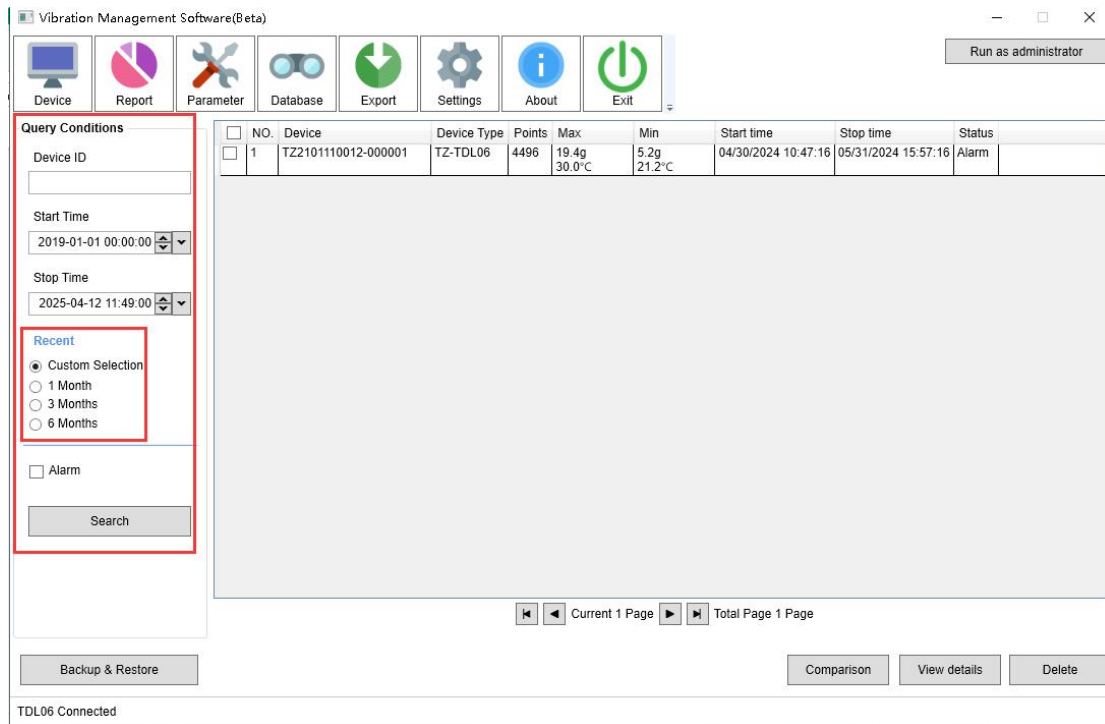 Vibration Management Software(Beta)
Run as administrator
Device Report Parameter Database Export Settings About Exit
Query Conditions
Device ID
Start Time
2019-01-01 00:00:00
Stop Time
2025-04-12 11:49:00
Recent
Custom Selection
1 Month
3 Months
6 Months
Alarm
Search
NO. Device Device Type Points Max Min Start time Stop time Status
1 TZ2101110012-000001 TZ-TDL06 4496 19.4g 5.2g 04/30/2024 10:47:16 05/31/2024 15:57:16 Alarm
30.0°C 21.2°C
Current 1 Page Total Page 1 Page
Backup & Restore Comparison View details Delete
TDL06 Connected